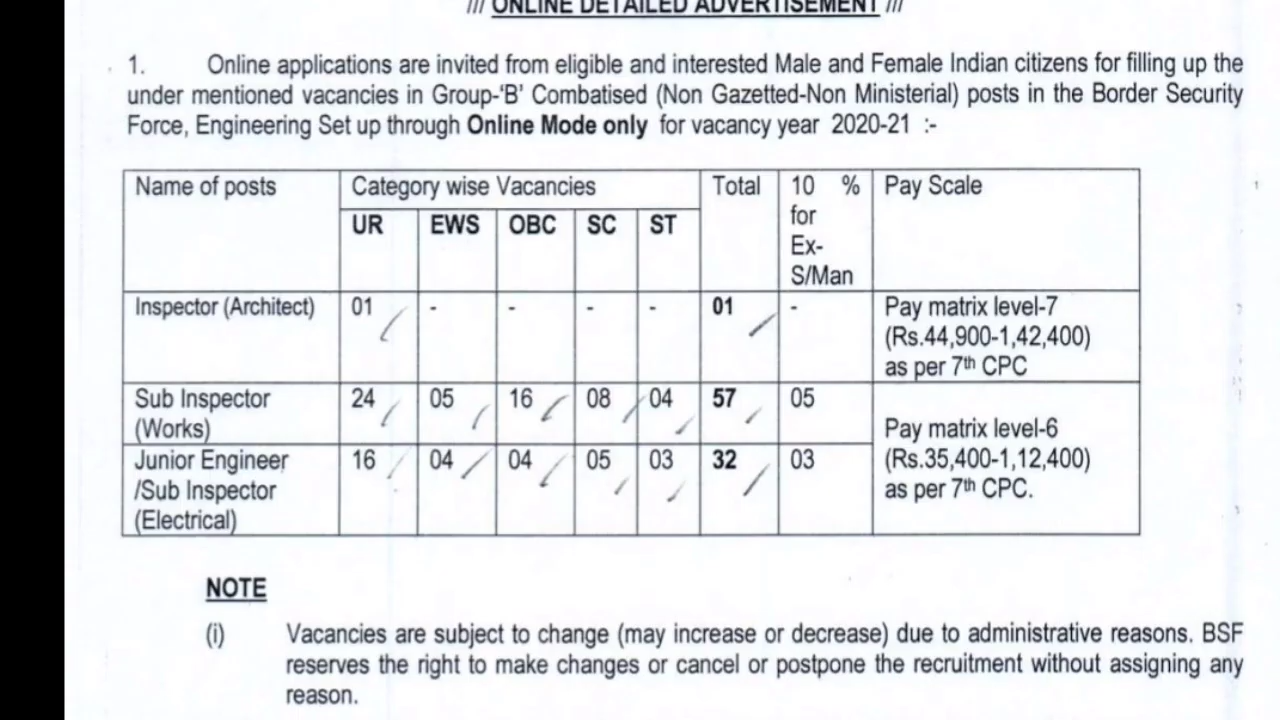 /// ONLINE DETAILED ADVERTISEMENT ///
1. Online applications are invited from eligible and interested Male and Female Indian citizens for filling up the
under mentioned vacancies in Group-'B' Combatised (Non Gazetted-Non Ministerial) posts in the Border Security
Force, Engineering Set up through Online Mode only for vacancy year 2020-21 :-
Name of posts Category wise Vacancies Total 10 % for Ex-S/Man Pay Scale
UR EWS OBC SC ST
Inspector (Architect) 01 - - - - 01 - Pay matrix level-7
(Rs.44,900-1,42,400)
as per 7th CPC
Sub Inspector 24 05 16 08 04 57 05
(Works)
Junior Engineer 16 04 04 05 03 32 03
/Sub Inspector
(Electrical)
Pay matrix level-6
(Rs.35,400-1,12,400)
as per 7th CPC.
NOTE
(i) Vacancies are subject to change (may increase or decrease) due to administrative reasons. BSF
reserves the right to make changes or cancel or postpone the recruitment without assigning any
reason.